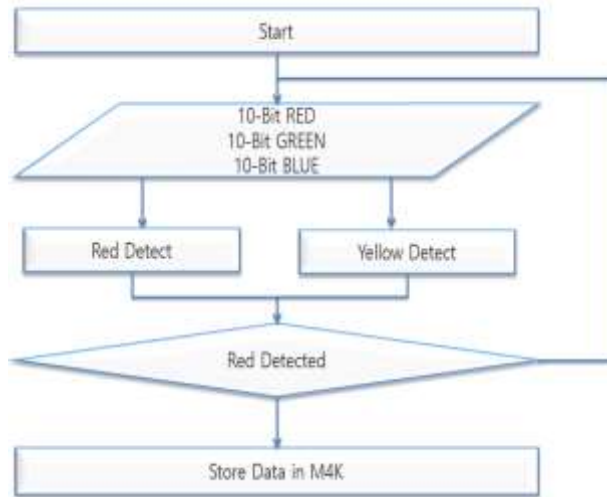 Start
10-Bit RED
10-Bit GREEN
10-Bit BLUE
Red Detect
Yellow Detect
Red Detected
Store Data in M4K